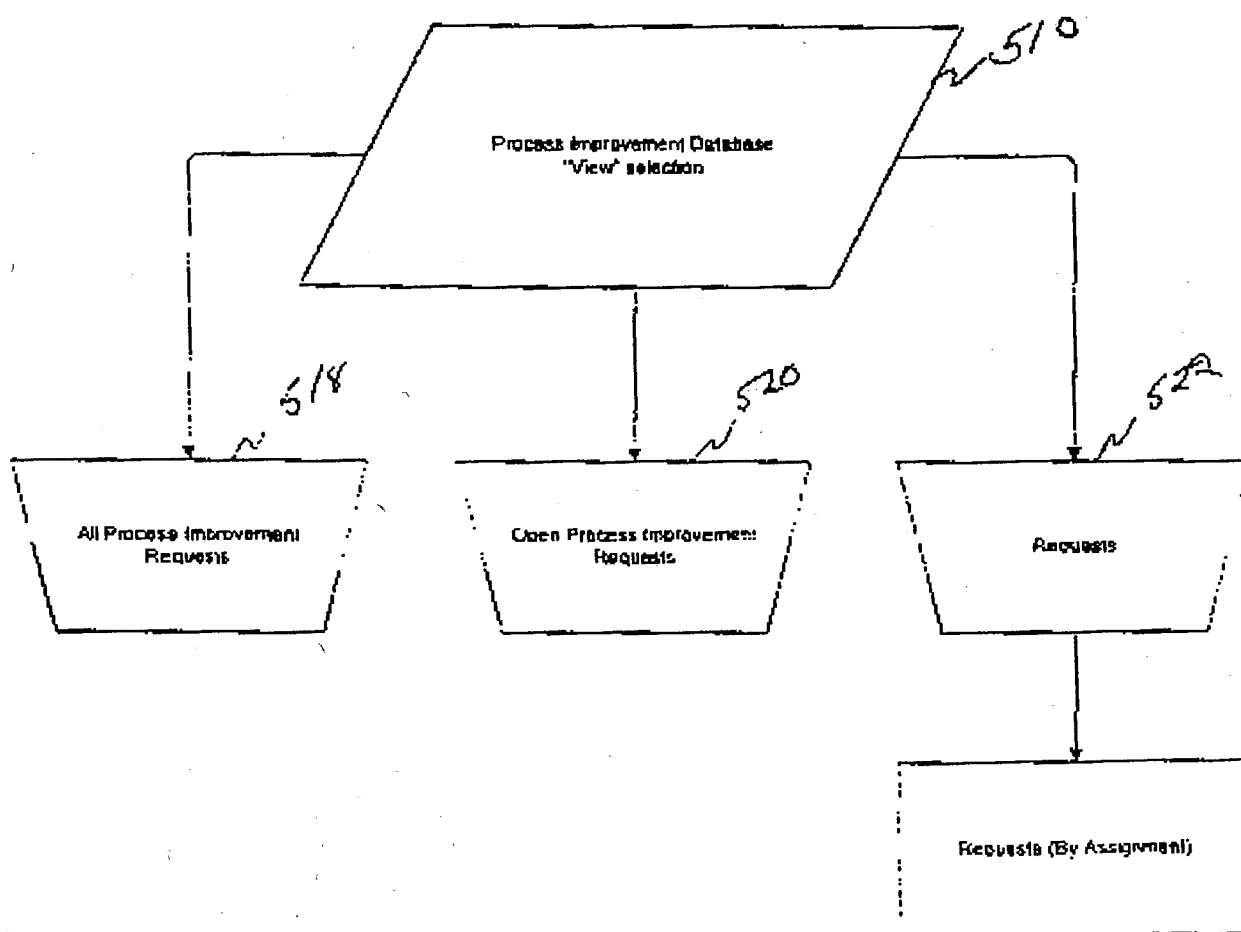 510
Process Improvement Database
"View" selection
518
520
522
All Process Improvement
Requests
Open Process Improvement
Requests
Requests
Requests (By Assignment)